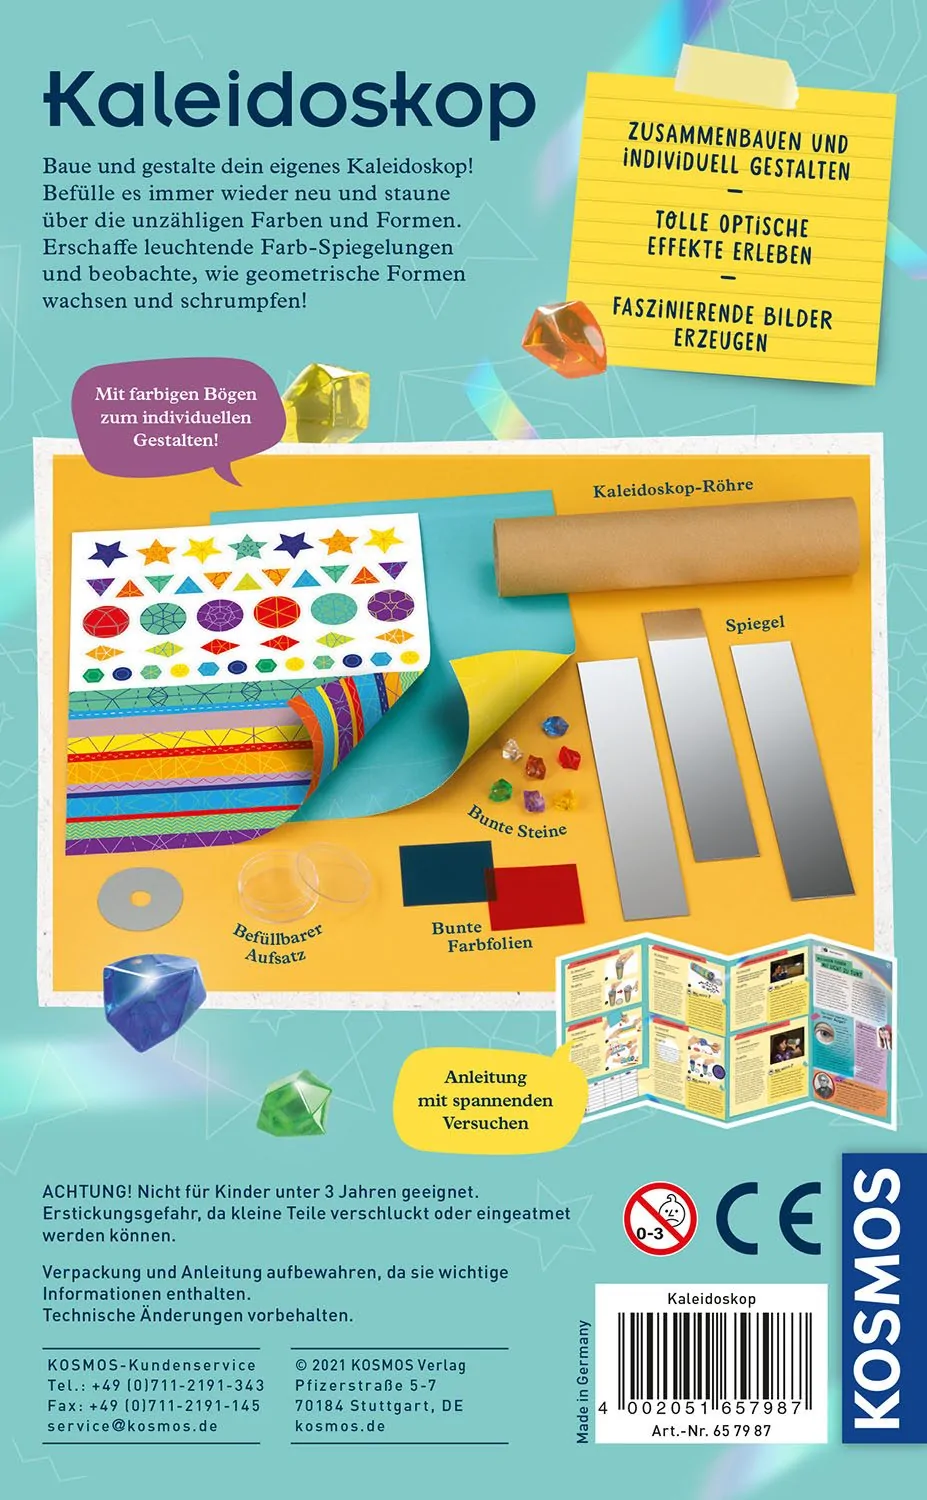 Kaleidoskop
Baue und gestalte dein eigenes Kaleidoskop!
Befülle es immer wieder neu und staune
über die unzähligen Farben und Formen.
Erschaffe leuchtende Farb-Spiegelungen
und beobachte, wie geometrische Formen
wachsen und schrumpfen!
ZUSAMMENBAUEN UND
INDIVIDUELL GESTALTEN
–
TOLLE OPTISCHE
EFFEKTE ERLEBEN
–
FASZINIERENDE BILDER
ERZEUGEN
Mit farbigen Bögen
zum individuellen
Gestalten!
Kaleidoskop-Röhre
Spiegel
Bunte Steine
Befüllbarer
Aufsatz
Bunte
Farbfolien
Anleitung
mit spannenden
Versuchen
ACHTUNG! Nicht für Kinder unter 3 Jahren geeignet.
Erstickungsgefahr, da kleine Teile verschluckt oder eingeatmet
werden können.
Verpackung und Anleitung aufbewahren, da sie wichtige
Informationen enthalten.
Technische Änderungen vorbehalten.
KOSMOS-Kundenservice
Tel.: +49 (0)711-2191-343
Fax: +49 (0)711-2191-145
service@kosmos.de
© 2021 KOSMOS Verlag
Pfizerstraße 5-7
70184 Stuttgart, DE
kosmos.de
0-3
CE
Made in Germany
Kaleidoskop
4 002051 657987
Art.-Nr. 65 79 87
KOSMOS